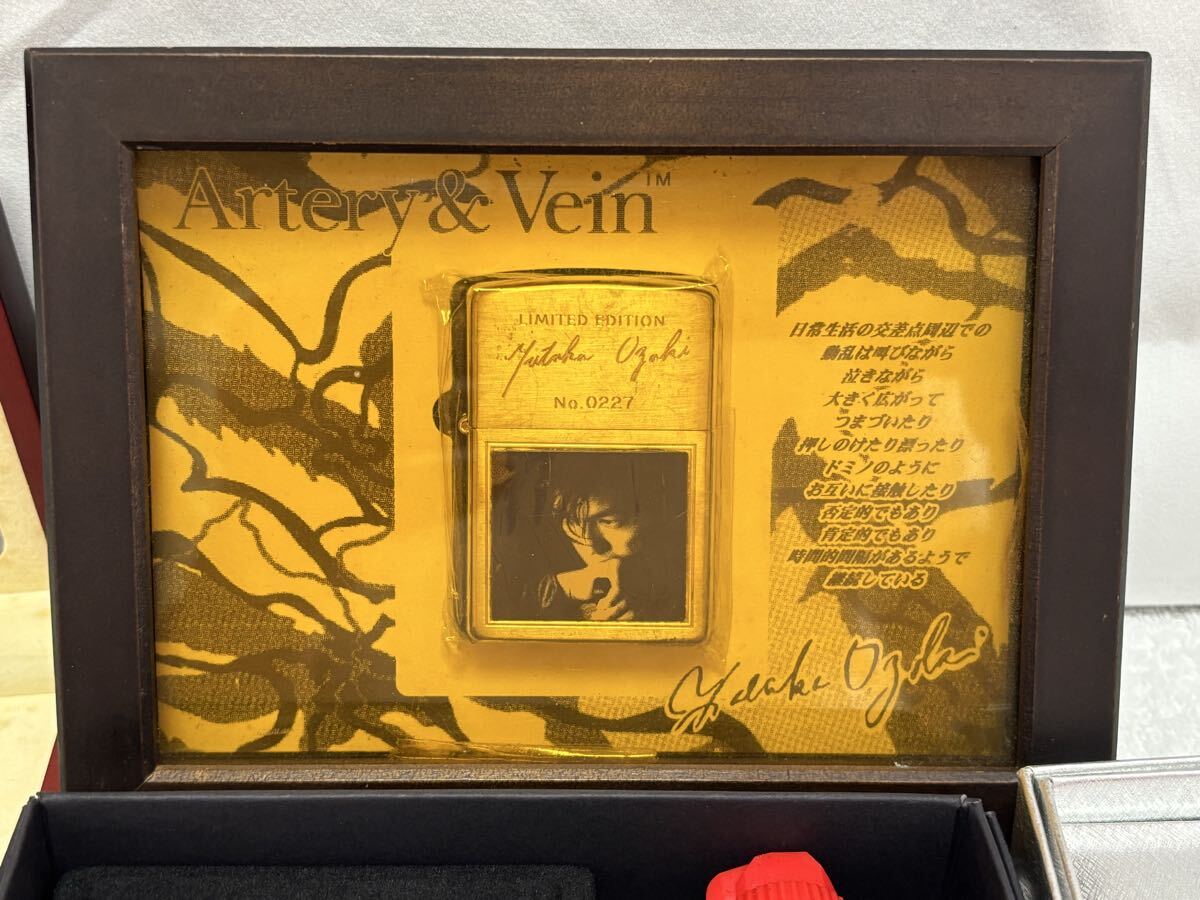 Artery & Vein™
LIMITED EDITION
Yutaka Ozaki
No.0227
日常生活の交差点周辺での
動乱は叫びながら
泣きながら
大きく広がって
つまづいたり
押しのけたり漂ったり
ドミノのように
お互いに接触したり
否定的でもあり
肯定的でもあり
時間的間隔があるようで
継続している
Yutaka Ozaki